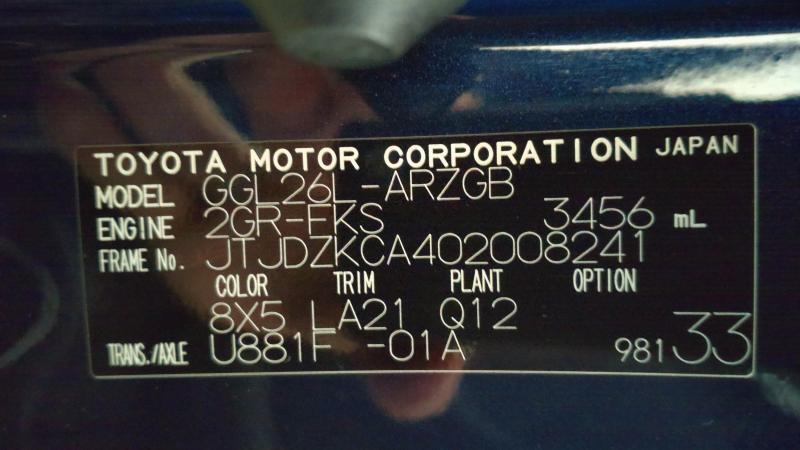 TOYOTA MOTOR CORPORATION JAPAN
MODEL GGL26L-ARZGB
ENGINE 2GR-FKS 3456 mL
FRAME No. JTJDZKCA402008241
COLOR TRIM PLANT OPTION
8X5 LA21 Q12
TRANS./AXLE U881F -01A 981 33